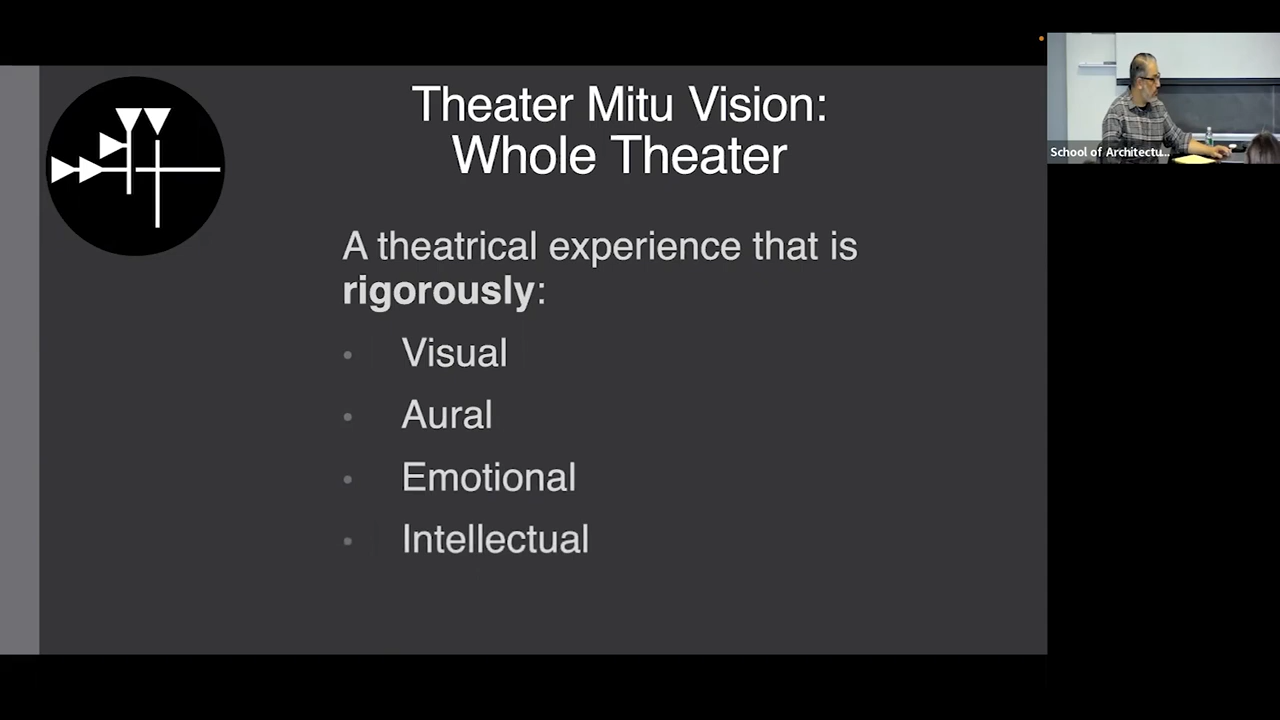 Theater Mitu Vision:
Whole Theater
A theatrical experience that is
rigorously:
• Visual
• Aural
• Emotional
• Intellectual
School of Architectu...